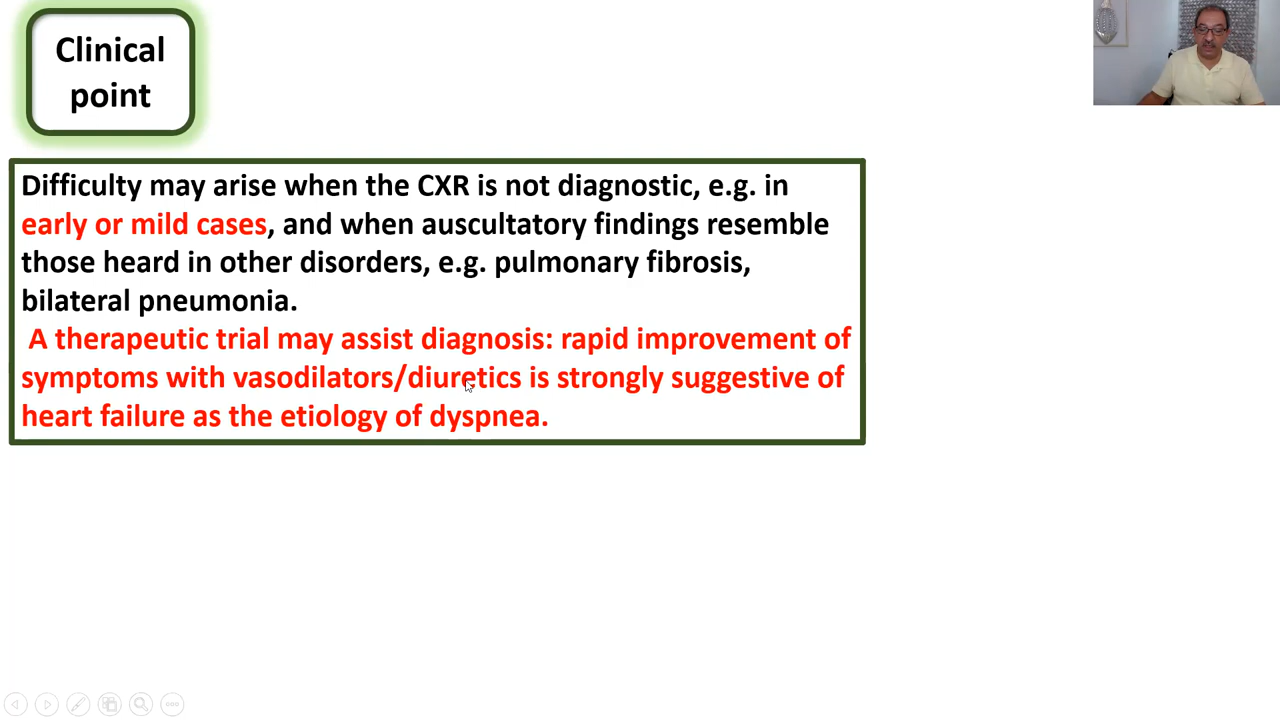 Clinical
point
Difficulty may arise when the CXR is not diagnostic, e.g. in
early or mild cases, and when auscultatory findings resemble
those heard in other disorders, e.g. pulmonary fibrosis,
bilateral pneumonia.
A therapeutic trial may assist diagnosis: rapid improvement of
symptoms with vasodilators/diuretics is strongly suggestive of
heart failure as the etiology of dyspnea.